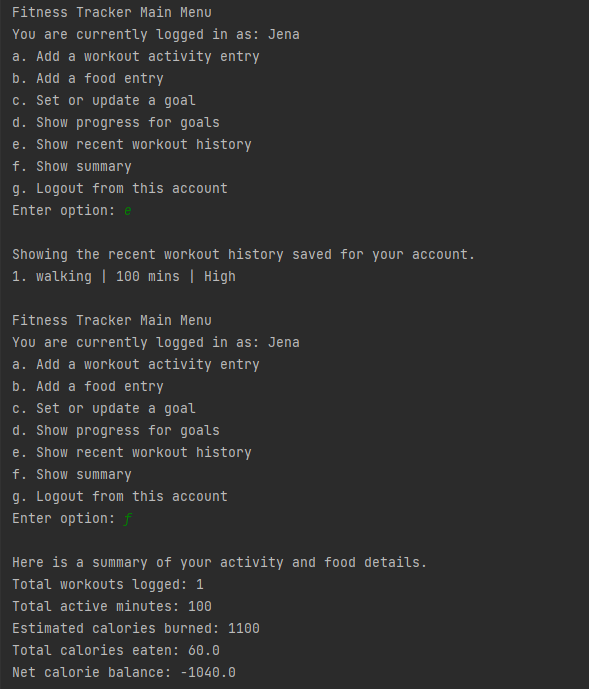 Fitness Tracker Main Menu
You are currently logged in as: Jena
a. Add a workout activity entry
b. Add a food entry
c. Set or update a goal
d. Show progress for goals
e. Show recent workout history
f. Show summary
g. Logout from this account
Enter option: e
Showing the recent workout history saved for your account.
1. walking | 100 mins | High
Fitness Tracker Main Menu
You are currently logged in as: Jena
a. Add a workout activity entry
b. Add a food entry
c. Set or update a goal
d. Show progress for goals
e. Show recent workout history
f. Show summary
g. Logout from this account
Enter option: f
Here is a summary of your activity and food details.
Total workouts logged: 1
Total active minutes: 100
Estimated calories burned: 1100
Total calories eaten: 60.0
Net calorie balance: -1040.0